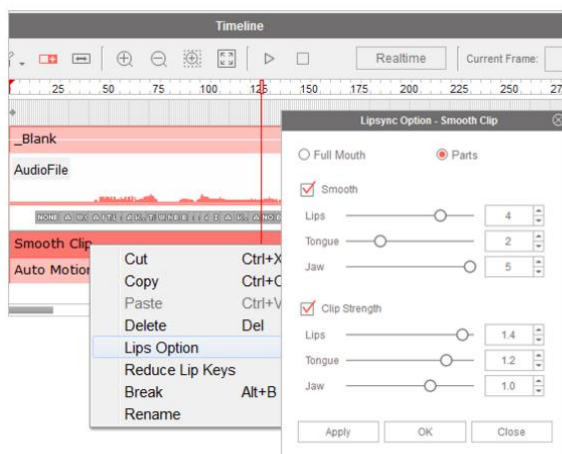 Timeline
Realtime
Current Frame:
25 50 75 100 125 150 175 200 225 250
Lipsync Option - Smooth Clip
_Blank
Full Mouth Parts
AudioFile
Smooth
Lips 4
Tongue 2
Jaw 5
Smooth Clip
Auto Motion
Cut Ctrl+X
Copy Ctrl+C
Paste Ctrl+V
Delete Del
Lips Option
Reduce Lip Keys
Break Alt+B
Rename
Clip Strength
Lips 1.4
Tongue 1.2
Jaw 1.0
Apply OK Close